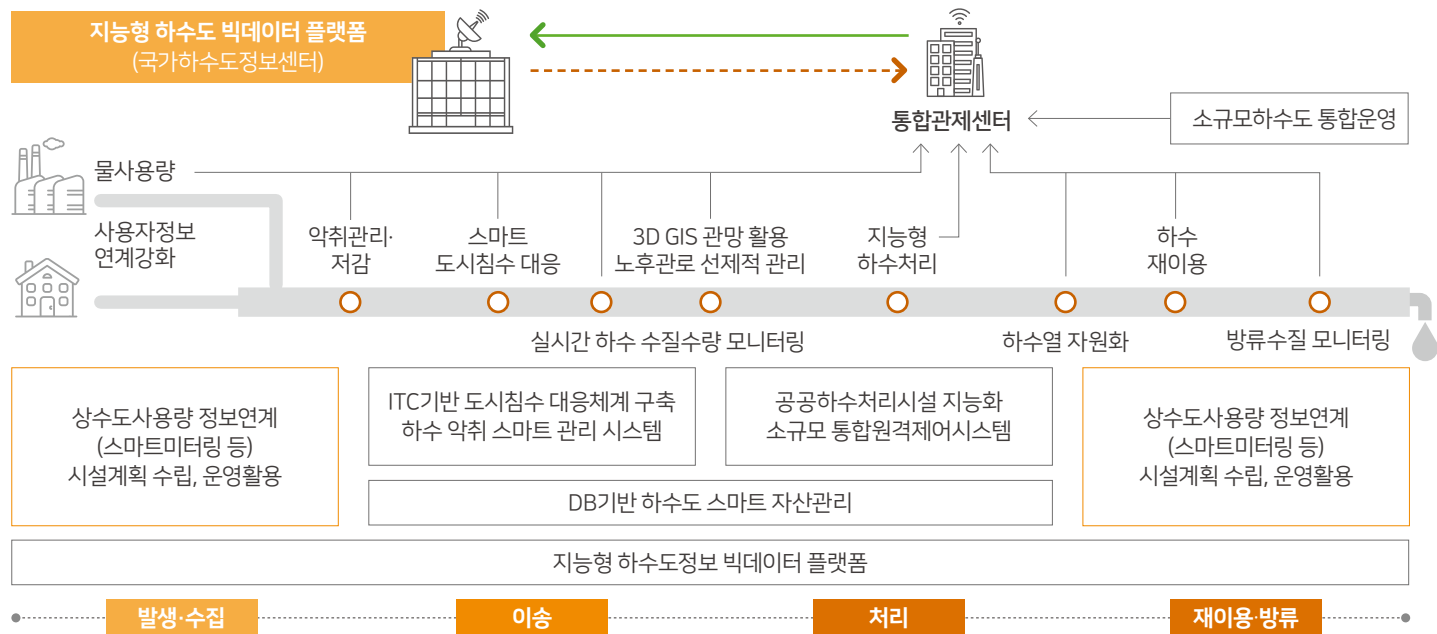 지능형 하수도 빅데이터 플랫폼
(국가하수도정보센터)
통합관제센터
소규모하수도 통합운영
물사용량
사용자정보
연계강화
악취관리·
저감
스마트
도시침수 대응
3D GIS 관망 활용
노후관로 선제적 관리
지능형
하수처리
하수
재이용
실시간 하수 수질수량 모니터링
하수열 자원화
방류수질 모니터링
상수도사용량 정보연계
(스마트미터링 등)
시설계획 수립, 운영활용
ITC기반 도시침수 대응체계 구축
하수 악취 스마트 관리 시스템
공공하수처리시설 지능화
소규모 통합원격제어시스템
상수도사용량 정보연계
(스마트미터링 등)
시설계획 수립, 운영활용
DB기반 하수도 스마트 자산관리
지능형 하수도정보 빅데이터 플랫폼
발생·수집
이송
처리
재이용·방류